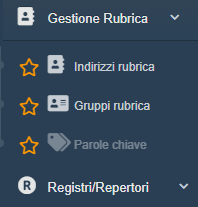 Gestione Rubrica
Indirizzi rubrica
Gruppi rubrica
Parole chiave
R Registri/Repertori